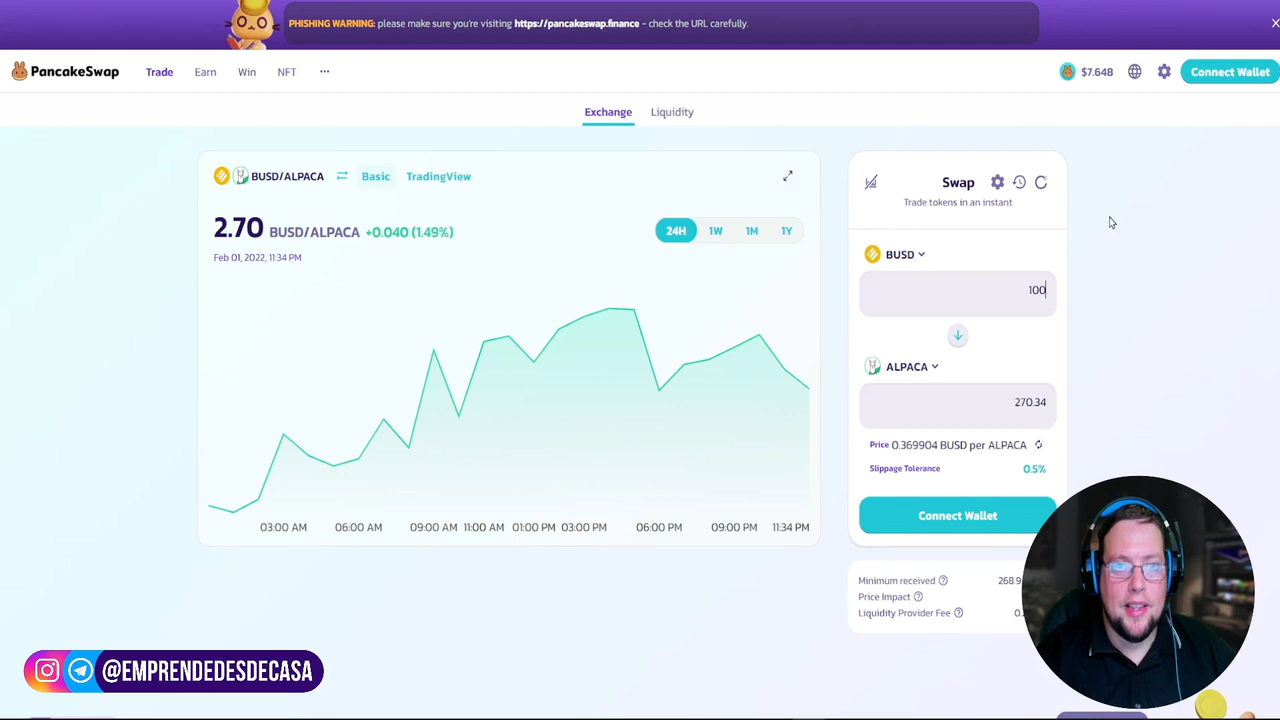 PHISHING WARNING: please make sure you're visiting https://pancakeswap.finance - check the URL carefully.
PancakeSwap
Trade
Earn
Win
NFT
$7.648
Connect Wallet
Exchange
Liquidity
BUSD/ALPACA
Basic
TradingView
2.70 BUSD/ALPACA +0.040 (1.49%)
24H
1W
1M
1Y
Feb 01, 2022, 11:34 PM
03:00 AM
06:00 AM
09:00 AM
11:00 AM
01:00 PM
03:00 PM
06:00 PM
09:00 PM
11:34 PM
Swap
Trade tokens in an instant
BUSD
100
ALPACA
270.34
Price 0.369904 BUSD per ALPACA
Slippage Tolerance 0.5%
Connect Wallet
Minimum received 268.9
Price Impact
Liquidity Provider Fee 0.
@EMPRENDEDESDECASA